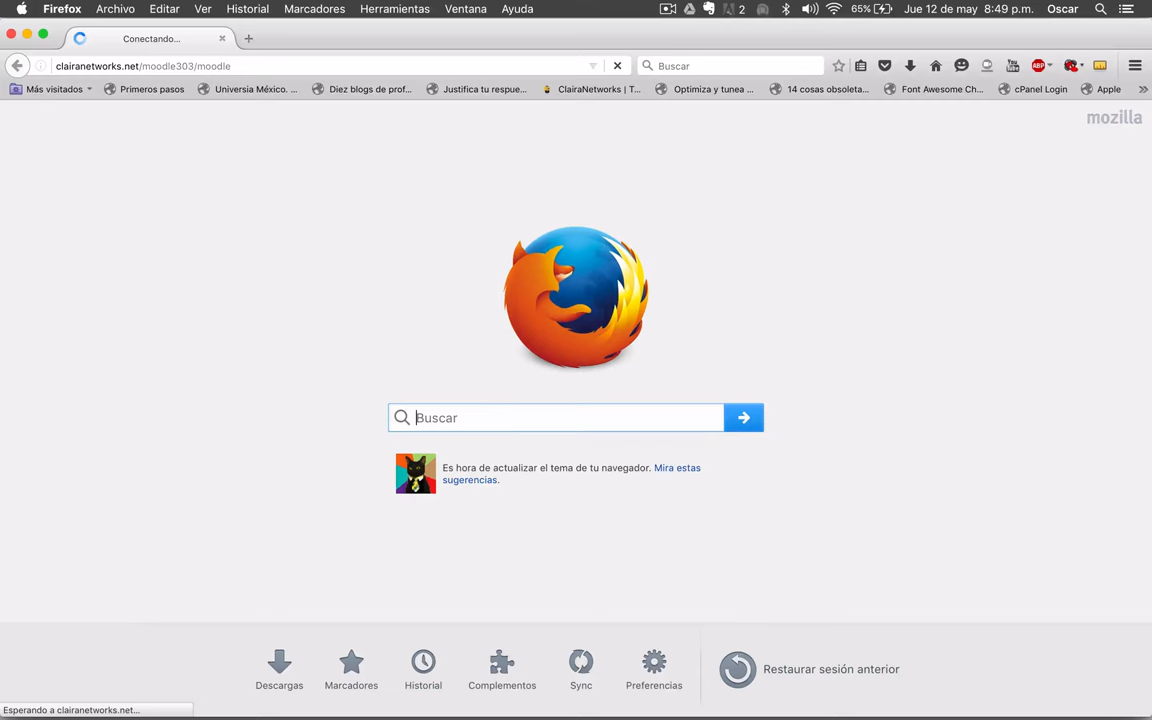 Firefox Archivo Editar Ver Historial Marcadores Herramientas Ventana Ayuda 2 65% Jue 12 de may 8:49 p.m. Oscar
Conectando...
clairanetworks.net/moodle303/moodle Buscar You Tube ABP
Más visitados Primeros pasos Universia México. ... Diez blogs de prof... Justifica tu respue... ClairaNetworks | T... Optimiza y tunea ... 14 cosas obsoleta... Font Awesome Ch... cPanel Login Apple
mozilla
Buscar
Es hora de actualizar el tema de tu navegador. Mira estas
sugerencias.
Descargas Marcadores Historial Complementos Sync Preferencias Restaurar sesión anterior
Esperando a clairanetworks.net...